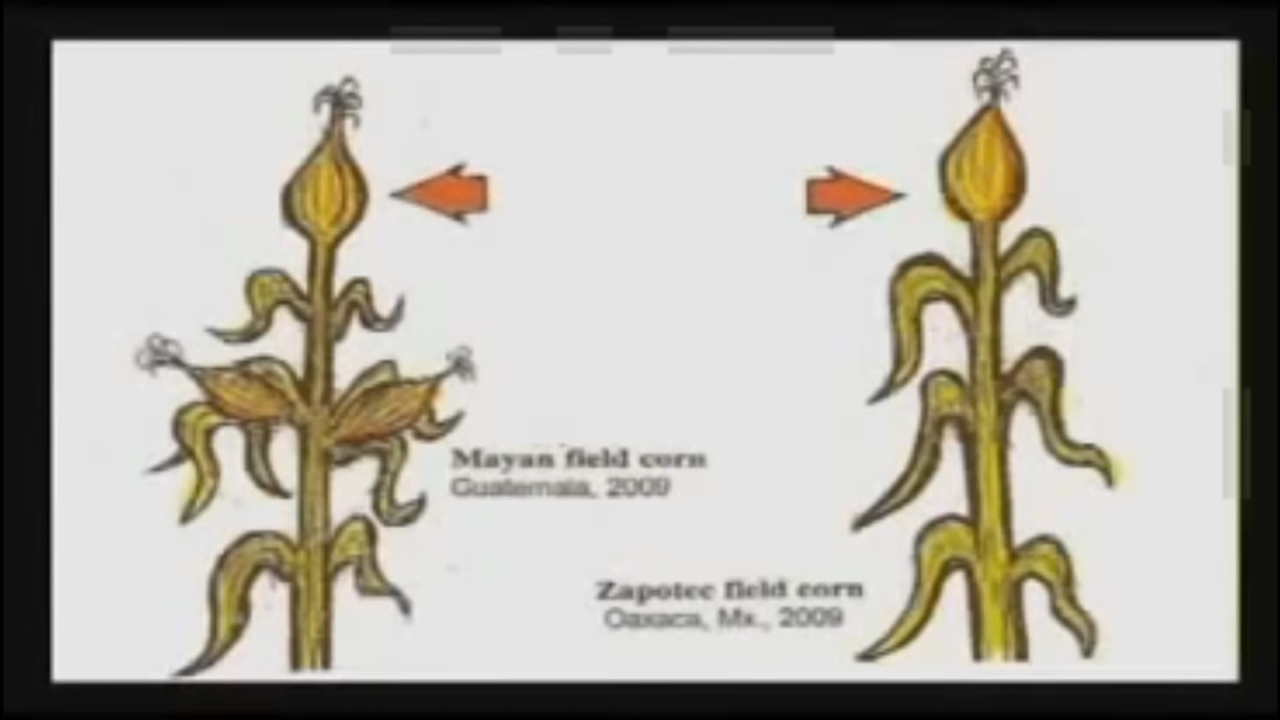 Mayan field corn
Guatemala, 2009
Zapotec field corn
Oaxaca, Mx., 2009